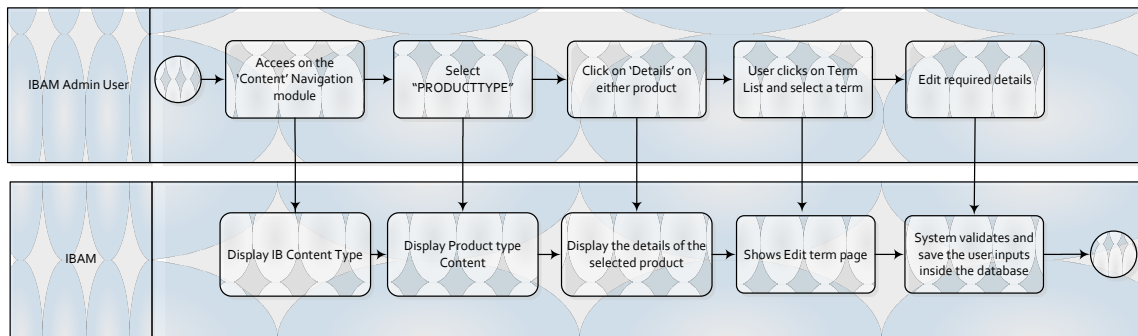 IBAM Admin User
Accees on the
'Content' Navigation
module
Select
“PRODUCTTYPE”
Click on ‘Details’ on
either product
User clicks on Term
List and select a term
Edit required details
IBAM
Display IB Content Type
Display Product type
Content
Display the details of the
selected product
Shows Edit term page
System validates and
save the user inputs
inside the database